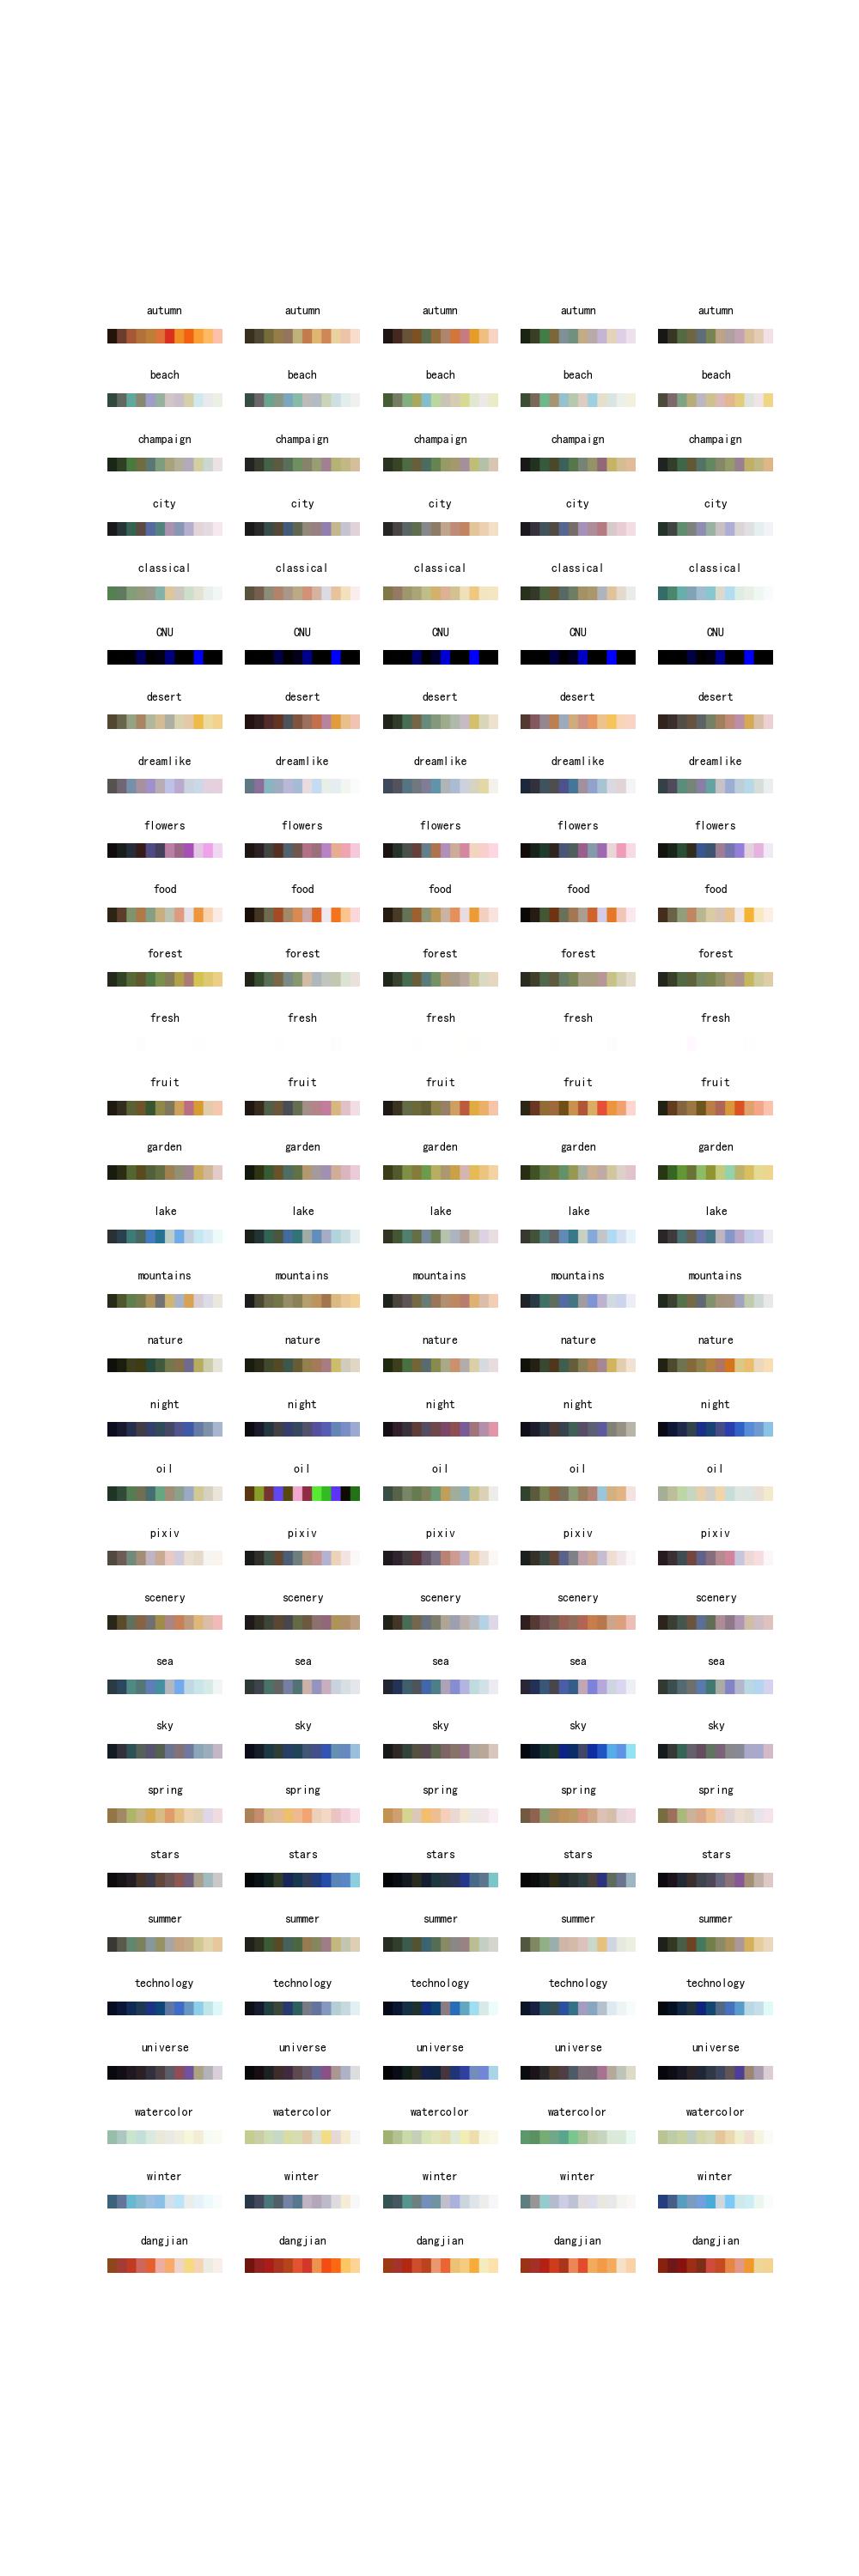 autumn autumn autumn autumn autumn
beach beach beach beach beach
champaign champaign champaign champaign champaign
city city city city city
classical classical classical classical classical
CNU CNU CNU CNU CNU
desert desert desert desert desert
dreamlike dreamlike dreamlike dreamlike dreamlike
flowers flowers flowers flowers flowers
food food food food food
forest forest forest forest forest
fresh fresh fresh fresh fresh
fruit fruit fruit fruit fruit
garden garden garden garden garden
lake lake lake lake lake
mountains mountains mountains mountains mountains
nature nature nature nature nature
night night night night night
oil oil oil oil oil
pixiv pixiv pixiv pixiv pixiv
scenery scenery scenery scenery scenery
sea sea sea sea sea
sky sky sky sky sky
spring spring spring spring spring
stars stars stars stars stars
summer summer summer summer summer
technology technology technology technology technology
universe universe universe universe universe
watercolor watercolor watercolor watercolor watercolor
winter winter winter winter winter
dangjian dangjian dangjian dangjian dangjian